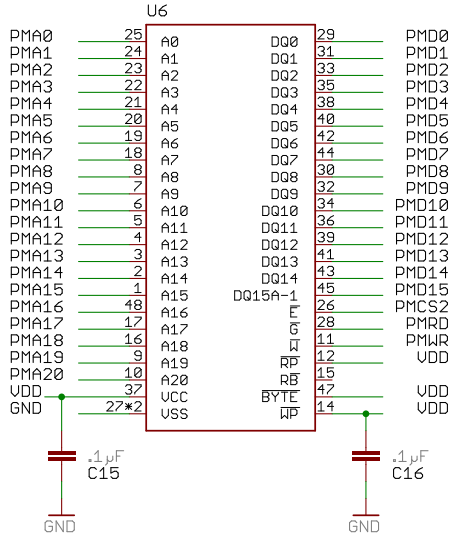 U6
PMA0 25 A0 DQ0 29 PMD0
PMA1 24 A1 DQ1 31 PMD1
PMA2 23 A2 DQ2 33 PMD2
PMA3 22 A3 DQ3 35 PMD3
PMA4 21 A4 DQ4 38 PMD4
PMA5 20 A5 DQ5 40 PMD5
PMA6 19 A6 DQ6 42 PMD6
PMA7 18 A7 DQ7 44 PMD7
PMA8 8 A8 DQ8 30 PMD8
PMA9 7 A9 DQ9 32 PMD9
PMA10 6 A10 DQ10 34 PMD10
PMA11 5 A11 DQ11 36 PMD11
PMA12 4 A12 DQ12 39 PMD12
PMA13 3 A13 DQ13 41 PMD13
PMA14 2 A14 DQ14 43 PMD14
PMA15 1 A15 DQ15A-1 45 PMD15
PMA16 48 A16 E 26 PMCS2
PMA17 17 A17 G 28 PMRD
PMA18 16 A18 W 11 PMWR
PMA19 9 A19 RP 12 VDD
PMA20 10 A20 RB 15
VDD 37 VCC BYTE 47 VDD
GND 27*2 VSS WP 14 VDD
.1µF .1µF
C15 C16
GND GND